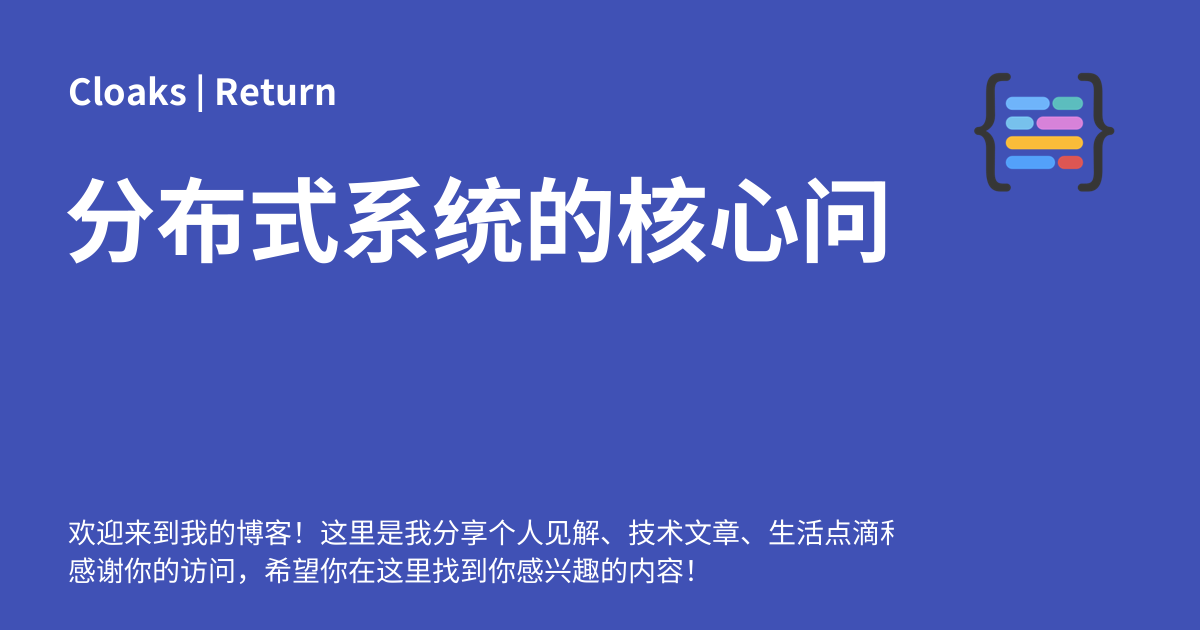 Cloaks | Return
分布式系统的核心问
欢迎来到我的博客！这里是我分享个人见解、技术文章、生活点滴
感谢你的访问，希望你在这里找到你感兴趣的内容！